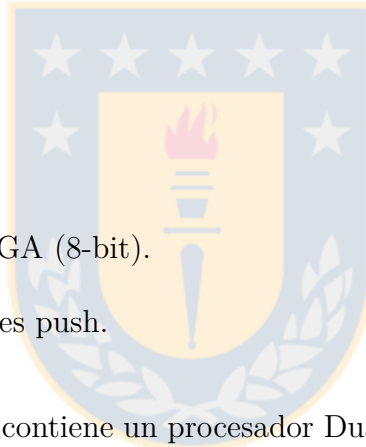 GA (8-bit).
es push.
contiene un procesador Du